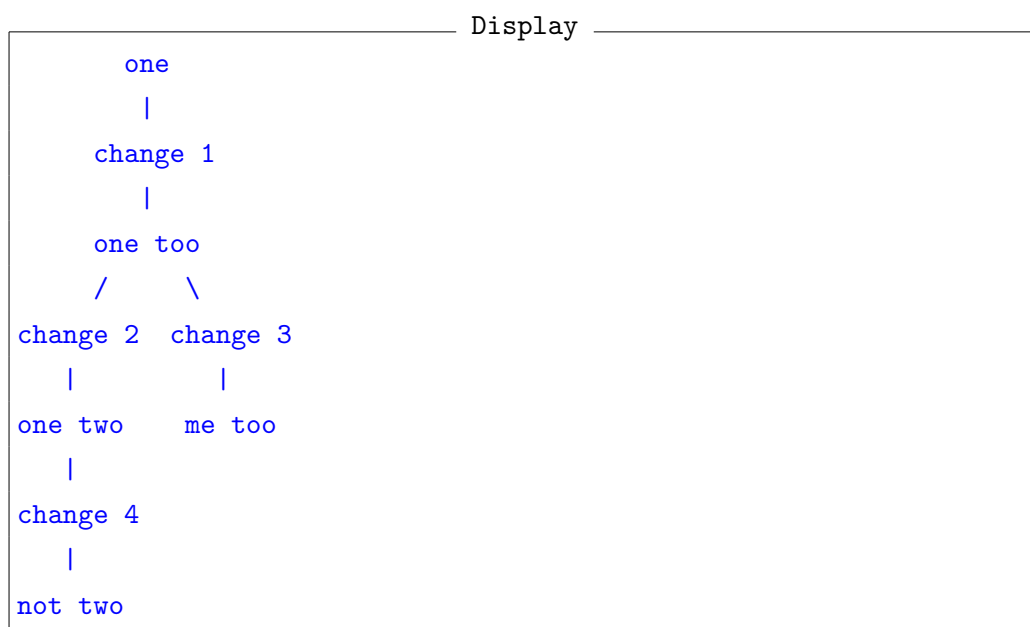 Display
        one
         |
     change 1
         |
     one too
     /     \
change 2  change 3
   |         |
one two    me too
   |
change 4
   |
not two